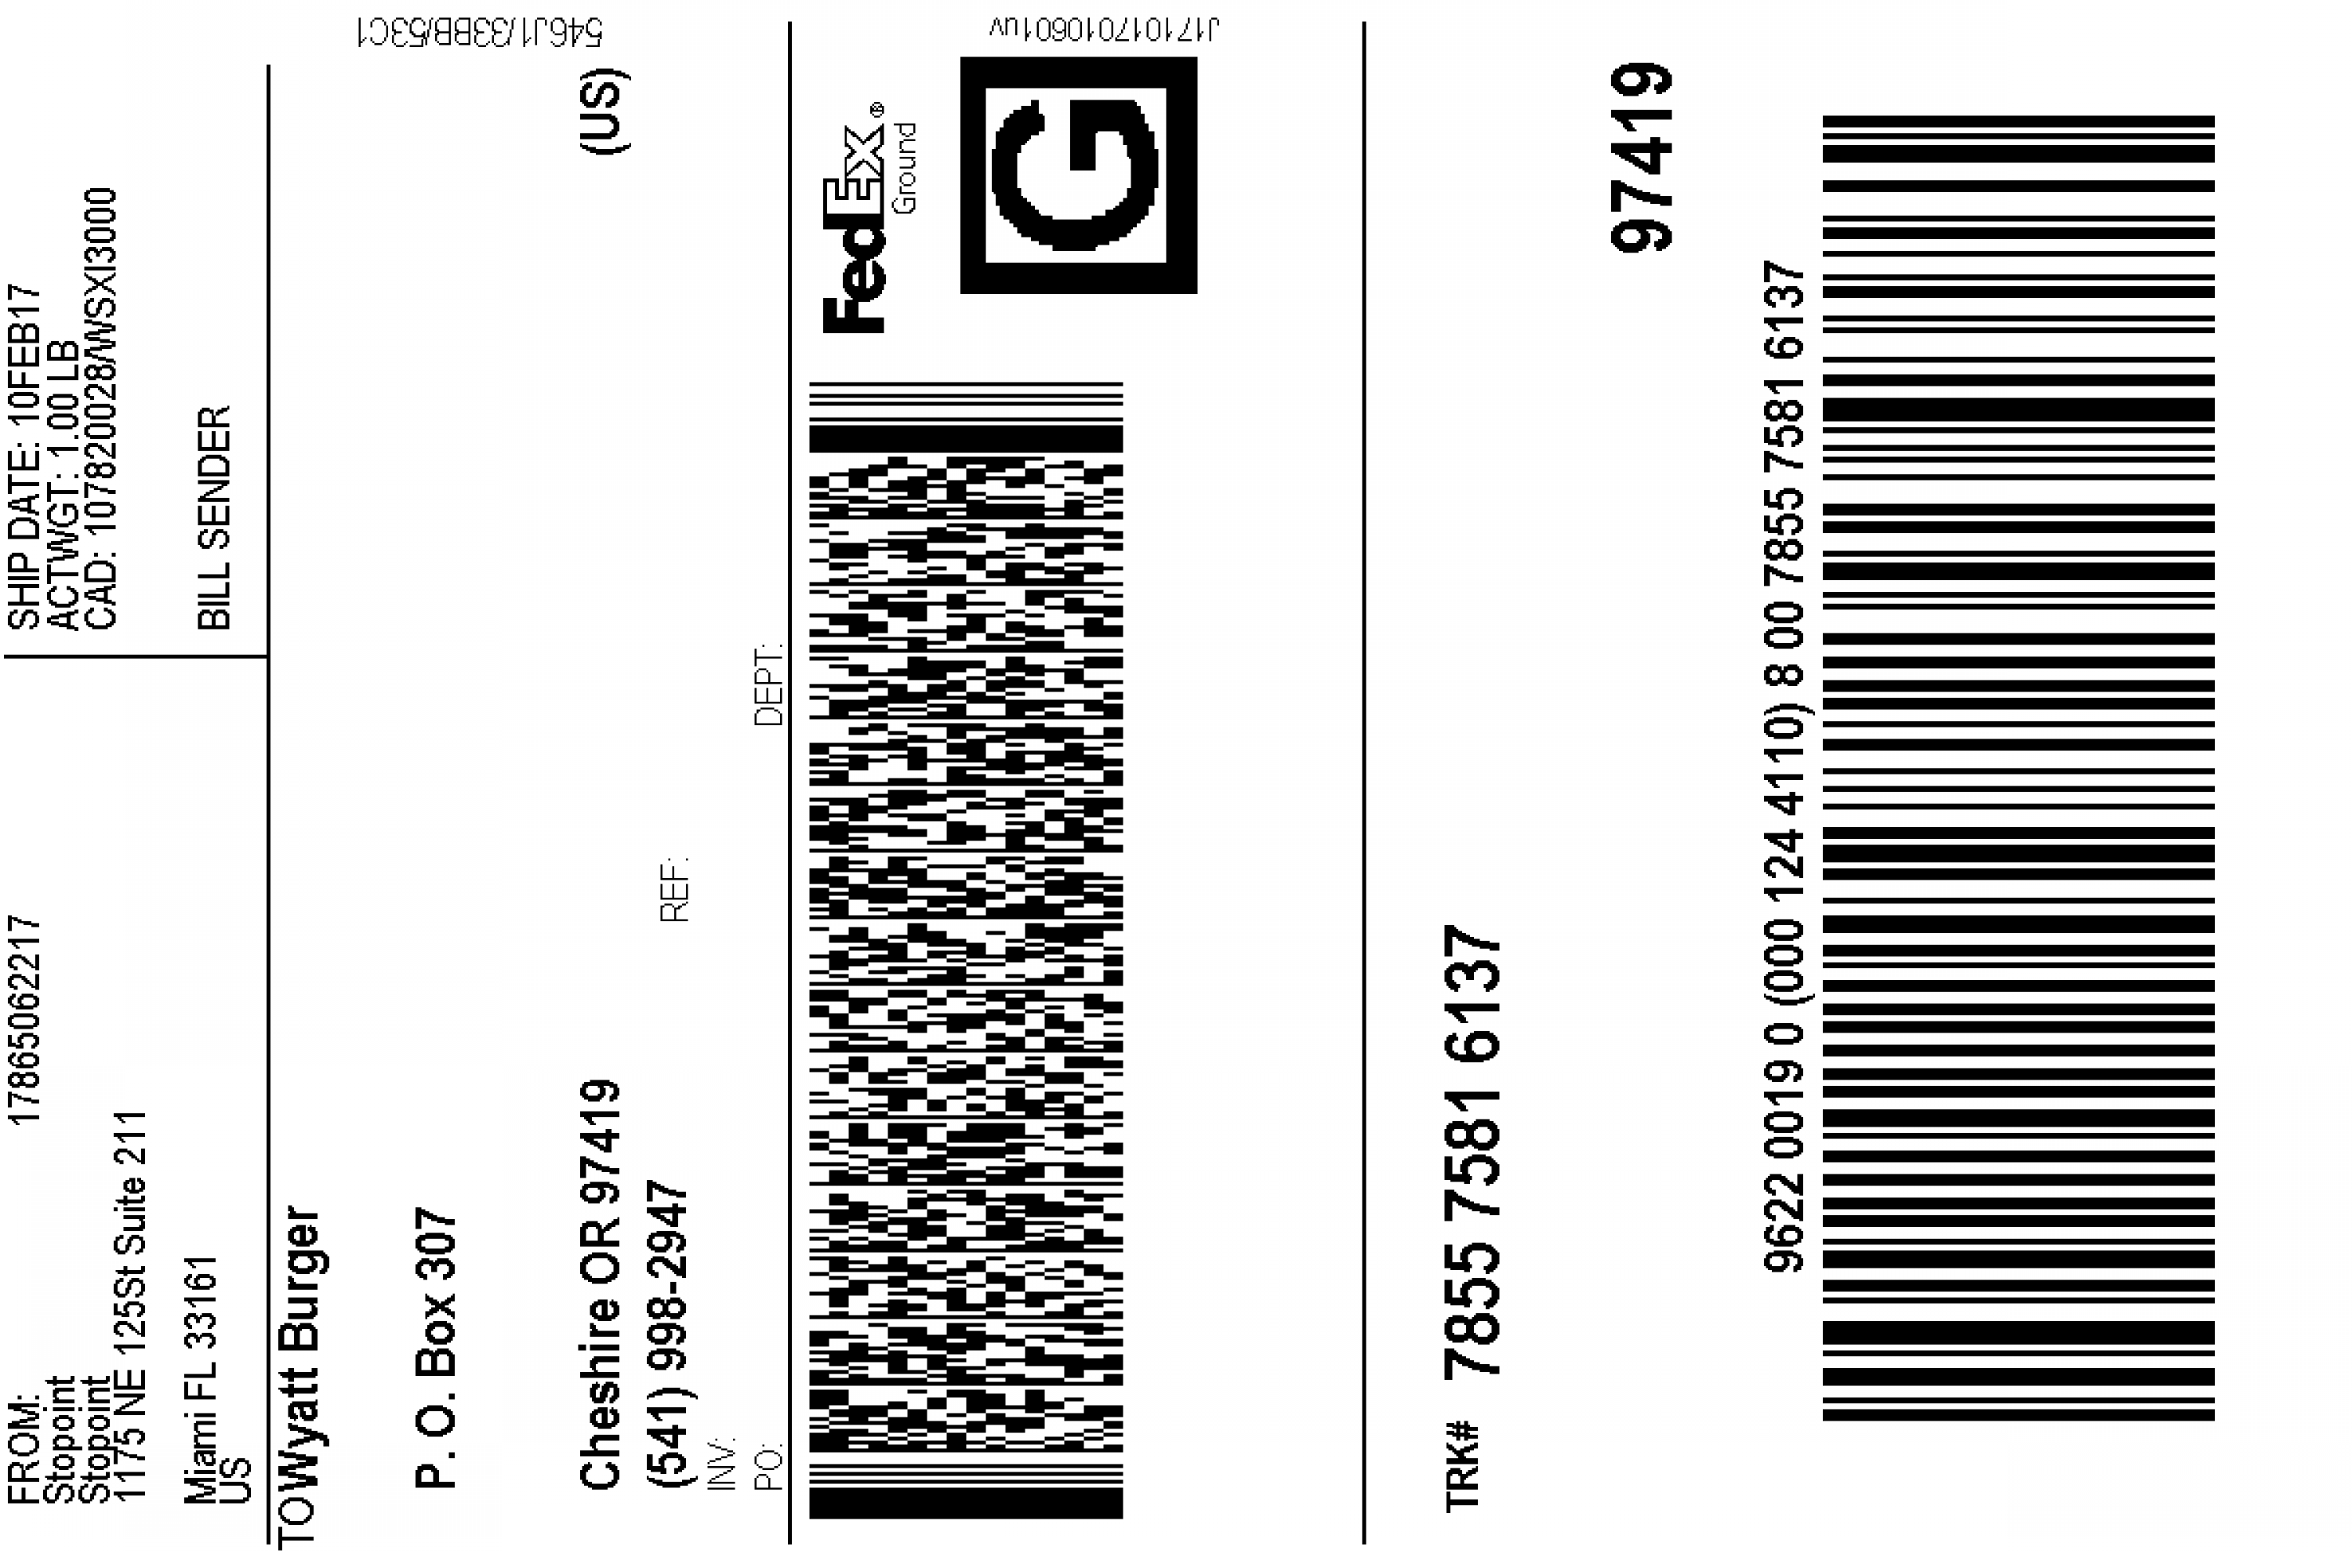 FROM: 17865062217
Stopoint
Stopoint
1175 NE 125St Suite 211
Miami FL 33161
US
SHIP DATE: 10FEB17
ACTWGT: 1.00 LB
CAD: 107820028/WSXI3000
BILL SENDER
TO Wyatt Burger
P. O. Box 307
Cheshire OR 97419 (US)
(541) 998-2947
REF:
INV:
PO: DEPT:
546J1/33BB/53C1
FedEx®
Ground
G
J17101701060​1uv
TRK# 7855 7581 6137
97419
9622 0019 0 (000 124 4110) 8 00 7855 7581 6137